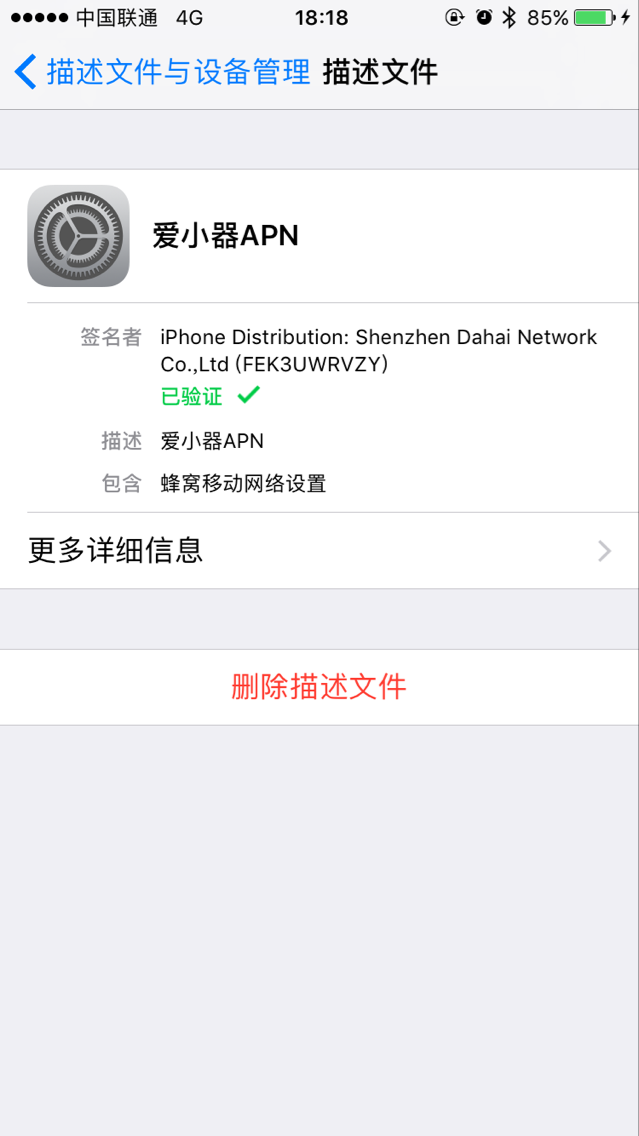 中国联通 4G 18:18 85%
描述文件与设备管理 描述文件
爱小器APN
签名者 iPhone Distribution: Shenzhen Dahai Network
Co.,Ltd (FEK3UWRVZY)
已验证
描述 爱小器APN
包含 蜂窝移动网络设置
更多详细信息
删除描述文件